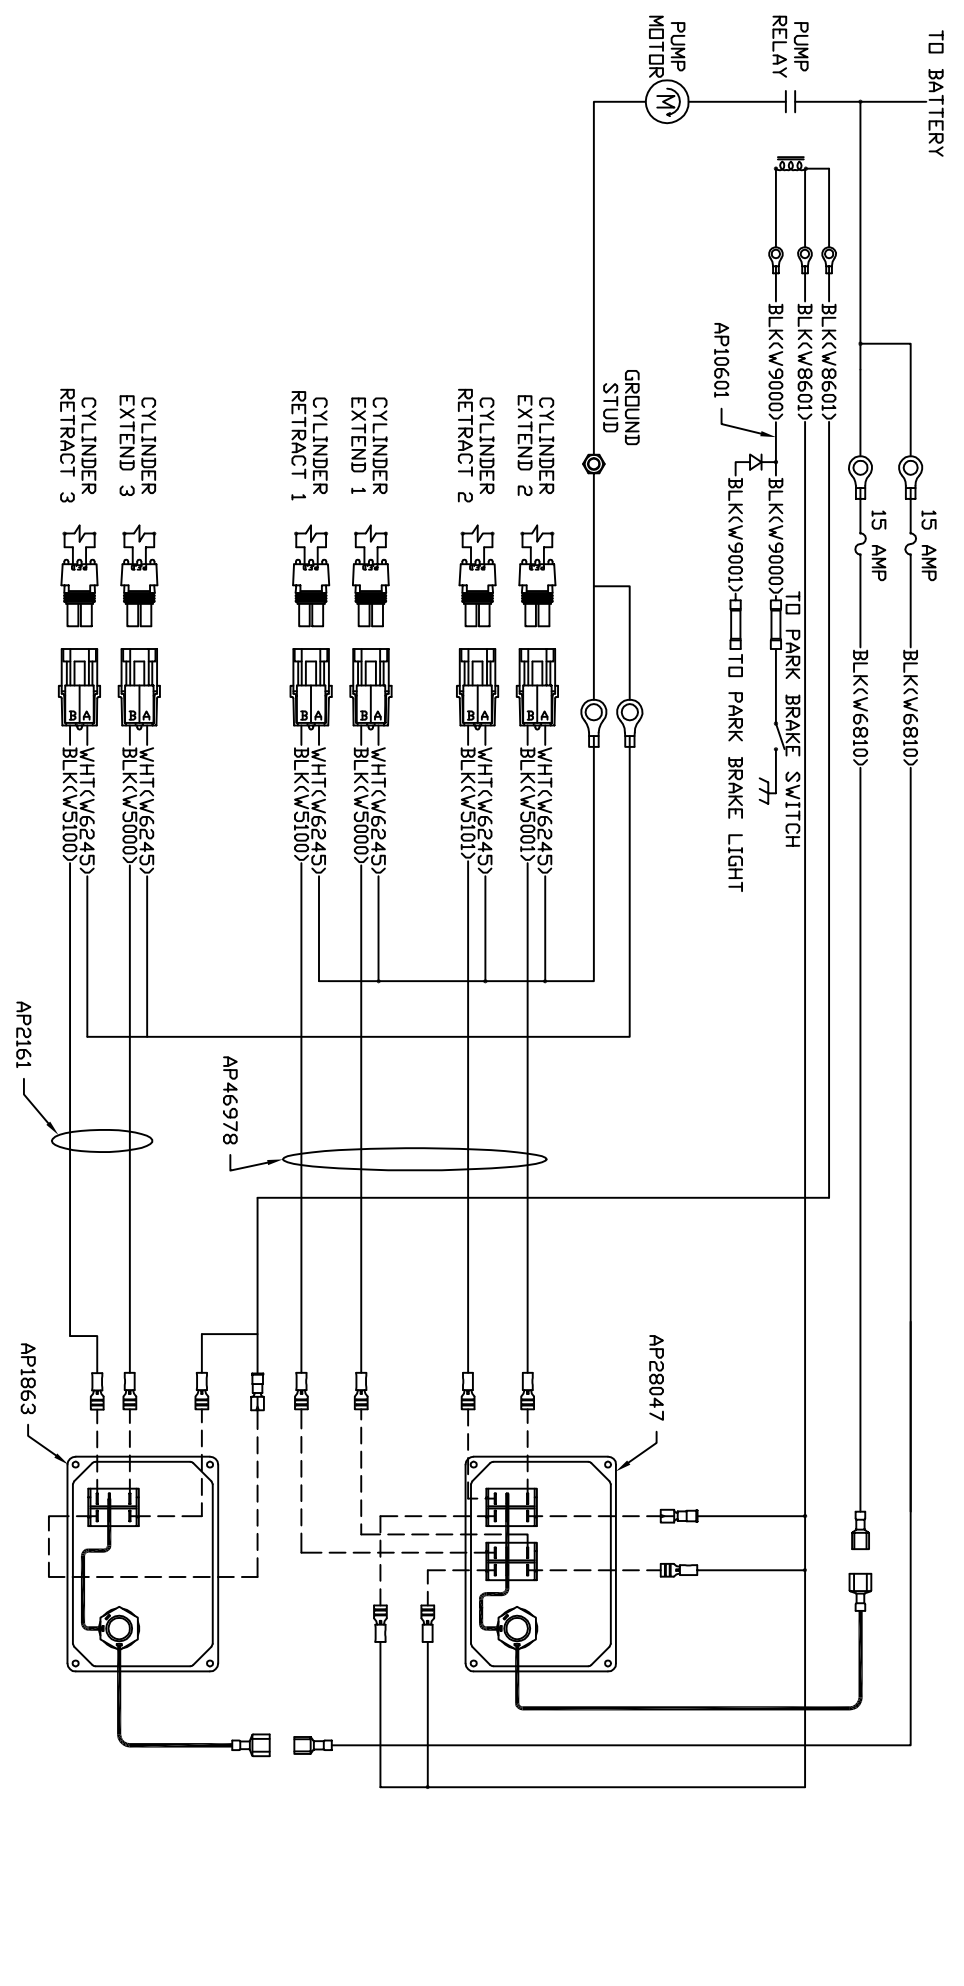 TO BATTERY
PUMP
RELAY
PUMP
MOTOR
BLK(W8601)
BLK(W8601)
BLK(W9000)
AP10601
BLK(W9000)
BLK(W9001)
TO PARK BRAKE SWITCH
TO PARK BRAKE LIGHT
15 AMP
15 AMP
BLK(W6810)
BLK(W6810)
GROUND
STUD
CYLINDER
EXTEND 2
A
B
WHT(W6245)
BLK(W5001)
CYLINDER
RETRACT 2
A
B
WHT(W6245)
BLK(W5101)
CYLINDER
EXTEND 1
A
B
WHT(W6245)
BLK(W5000)
CYLINDER
RETRACT 1
A
B
WHT(W6245)
BLK(W5100)
CYLINDER
EXTEND 3
A
B
WHT(W6245)
BLK(W5000)
CYLINDER
RETRACT 3
A
B
WHT(W6245)
BLK(W5100)
AP46978
AP2161
AP28047
AP1863
M